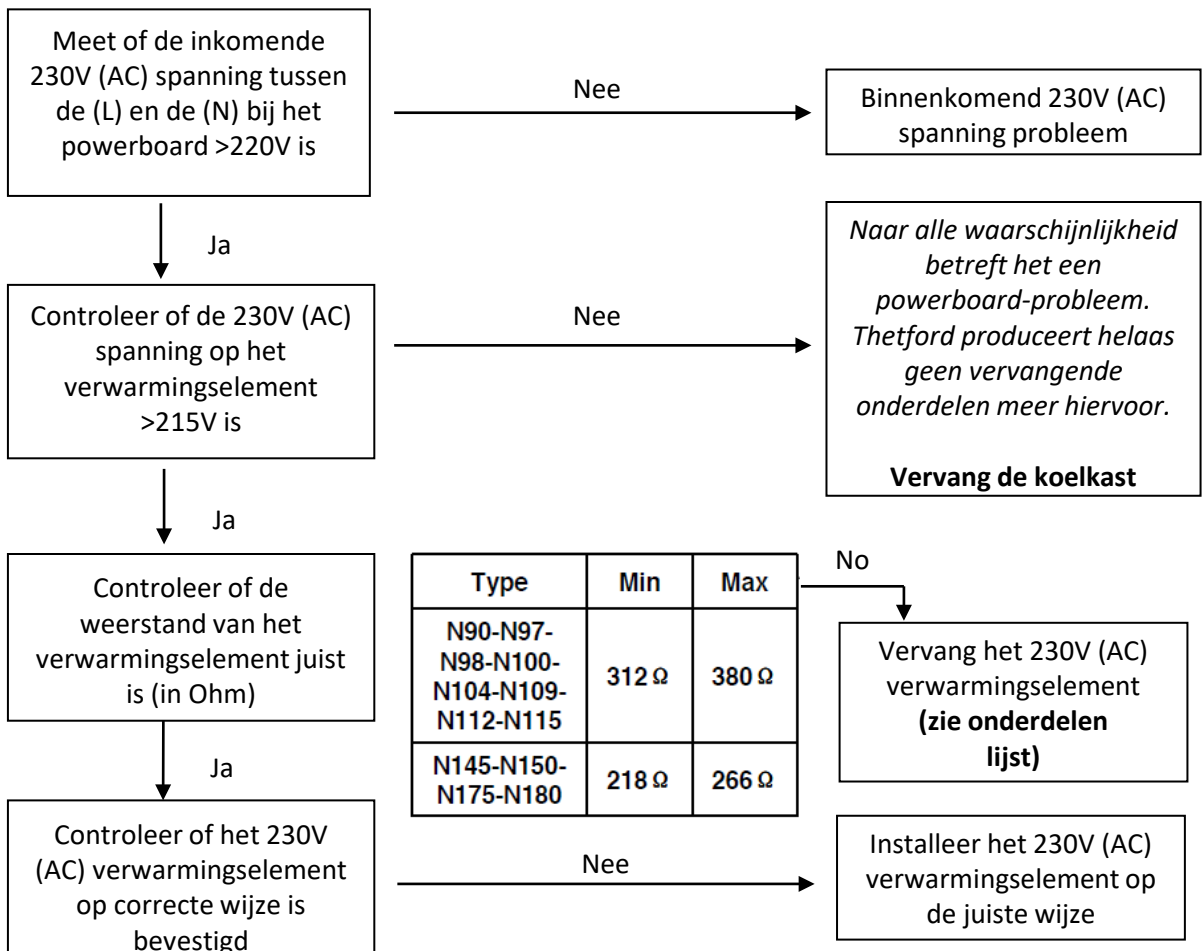 Meet of de inkomende
230V (AC) spanning tussen
de (L) en de (N) bij het
powerboard >220V is
Nee
Binnenkomend 230V (AC)
spanning probleem
Ja
Controleer of de 230V (AC)
spanning op het
verwarmingselement
>215V is
Nee
Naar alle waarschijnlijkheid
betreft het een
powerboard-probleem.
Thetford produceert helaas
geen vervangende
onderdelen meer hiervoor.
Vervang de koelkast
Ja
Controleer of de
weerstand van het
verwarmingselement juist
is (in Ohm)
Type Min Max
N90-N97-
N98-N100-
N104-N109-
N112-N115
312 Ω 380 Ω
N145-N150-
N175-N180
218 Ω 266 Ω
No
Vervang het 230V (AC)
verwarmingselement
(zie onderdelen
lijst)
Ja
Controleer of het 230V
(AC) verwarmingselement
op correcte wijze is
bevestigd
Nee
Installeer het 230V (AC)
verwarmingselement op
de juiste wijze